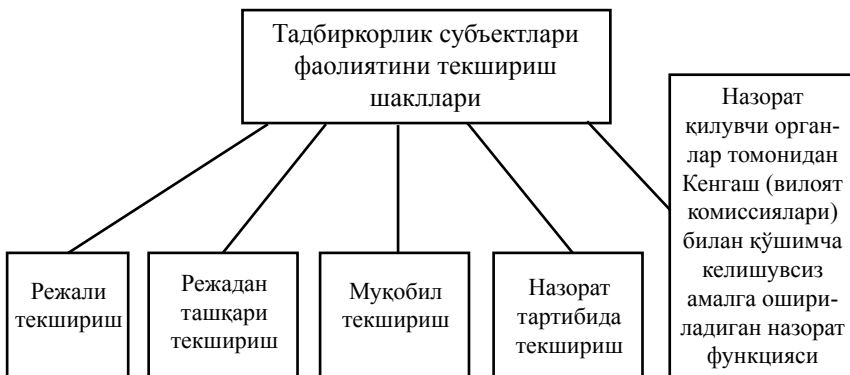 Тадбиркорлик субъектлари
фаолиятини текшириш
шакллари
Режали
текшириш
Режадан
ташқари
текшириш
Муқобил
текшириш
Назорат
тартибида
текшириш
Назорат
қилувчи орган-
лар томонидан
Кенгаш (вилоят
комиссиялари)
билан қўшимча
келишувсиз
амалга ошири-
ладиган назорат
функцияси